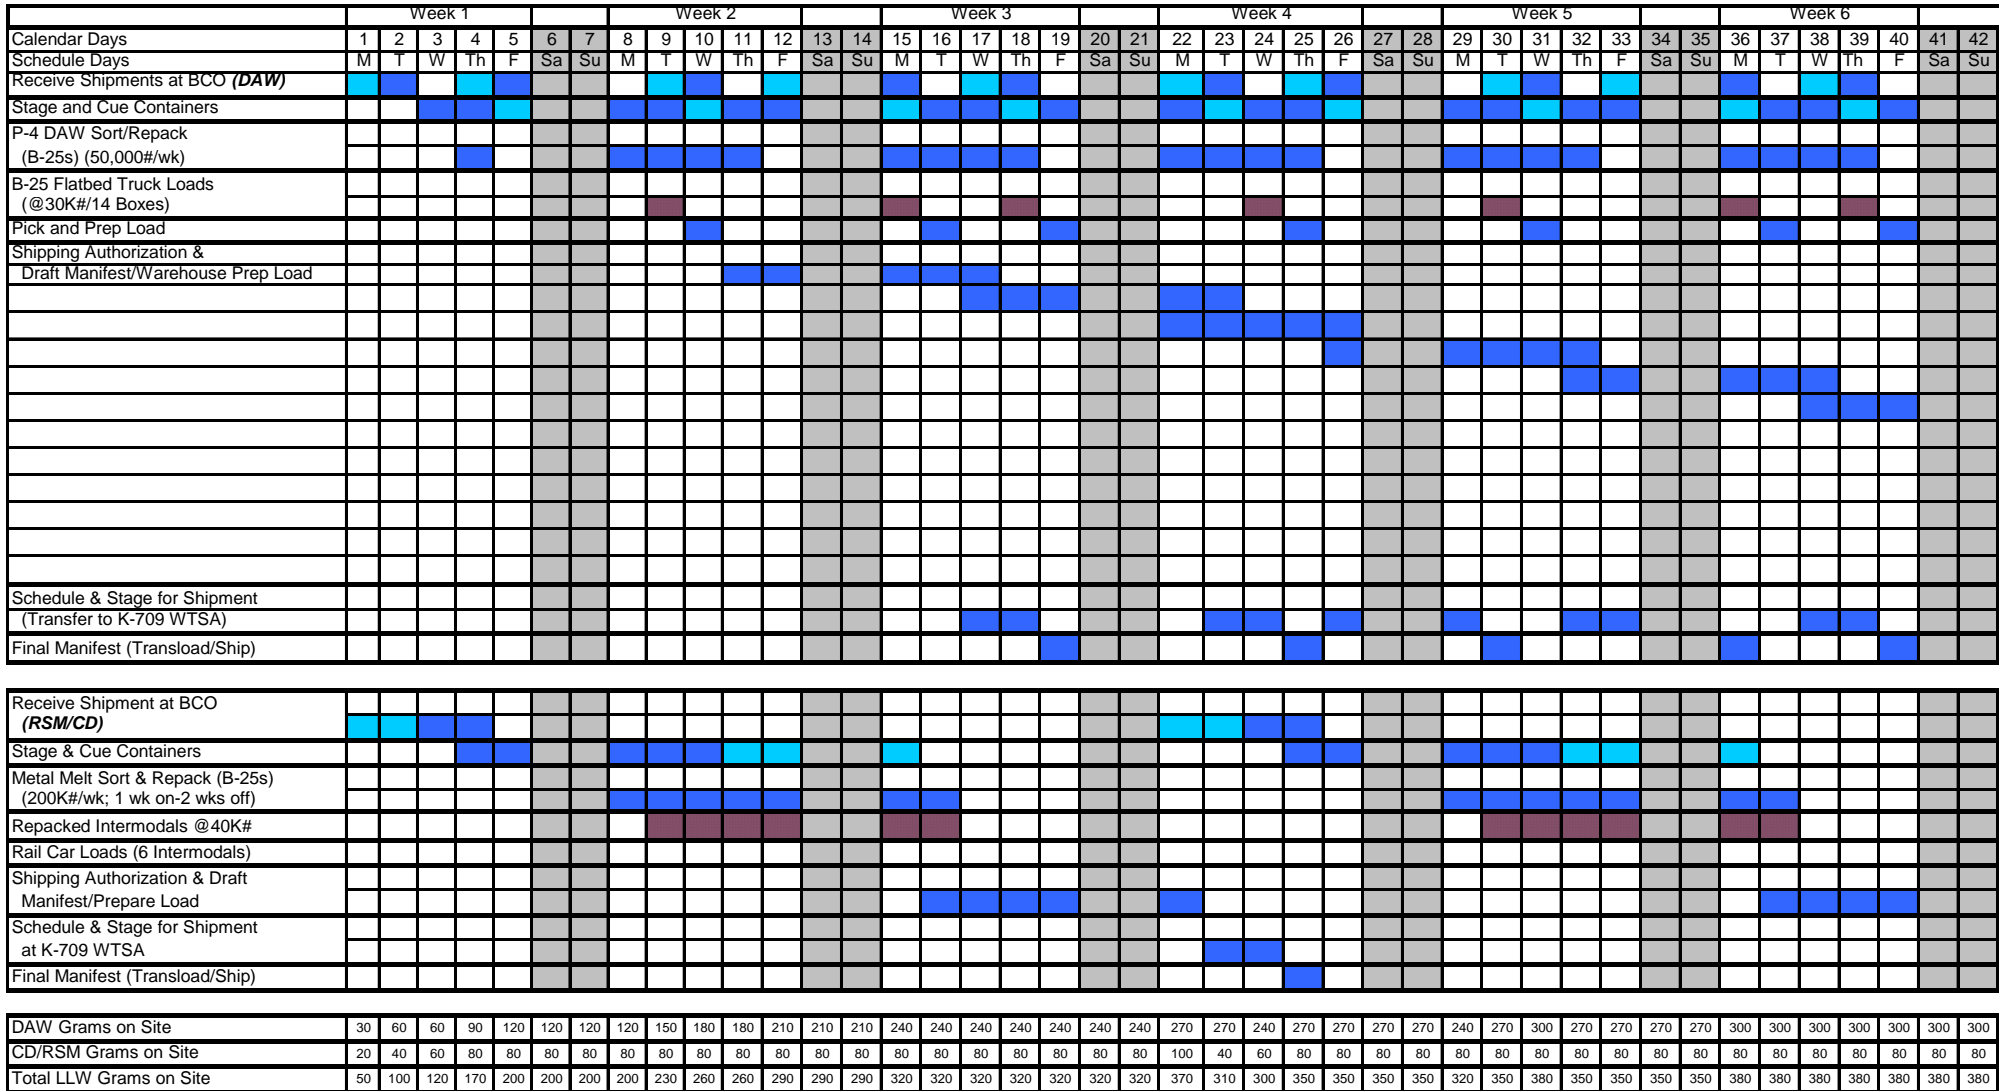 Week 1 Week 2 Week 3 Week 4 Week 5 Week 6
Calendar Days 1 2 3 4 5 6 7 8 9 10 11 12 13 14 15 16 17 18 19 20 21 22 23 24 25 26 27 28 29 30 31 32 33 34 35 36 37 38 39 40 41 42
Schedule Days M T W Th F Sa Su M T W Th F Sa Su M T W Th F Sa Su M T W Th F Sa Su M T W Th F Sa Su M T W Th F Sa Su
Receive Shipments at BCO (DAW)
Stage and Cue Containers
P-4 DAW Sort/Repack
(B-25s) (50,000#/wk)
B-25 Flatbed Truck Loads
(@30K#/14 Boxes)
Pick and Prep Load
Shipping Authorization &
Draft Manifest/Warehouse Prep Load
Schedule & Stage for Shipment
(Transfer to K-709 WTSA)
Final Manifest (Transload/Ship)
Receive Shipment at BCO
(RSM/CD)
Stage & Cue Containers
Metal Melt Sort & Repack (B-25s)
(200K#/wk; 1 wk on-2 wks off)
Repacked Intermodals @40K#
Rail Car Loads (6 Intermodals)
Shipping Authorization & Draft
Manifest/Prepare Load
Schedule & Stage for Shipment
at K-709 WTSA
Final Manifest (Transload/Ship)
DAW Grams on Site 30 60 60 90 120 120 120 120 150 180 180 210 210 210 240 240 240 240 240 240 240 270 270 240 270 270 270 270 240 270 300 270 270 270 270 300 300 300 300 300 300 300
CD/RSM Grams on Site 20 40 60 80 80 80 80 80 80 80 80 80 80 80 80 80 80 80 80 80 80 100 40 60 80 80 80 80 80 80 80 80 80 80 80 80 80 80 80 80 80 80
Total LLW Grams on Site 50 100 120 170 200 200 200 200 230 260 260 290 290 290 320 320 320 320 320 320 320 370 310 300 350 350 350 350 320 350 380 350 350 350 350 380 380 380 380 380 380 380